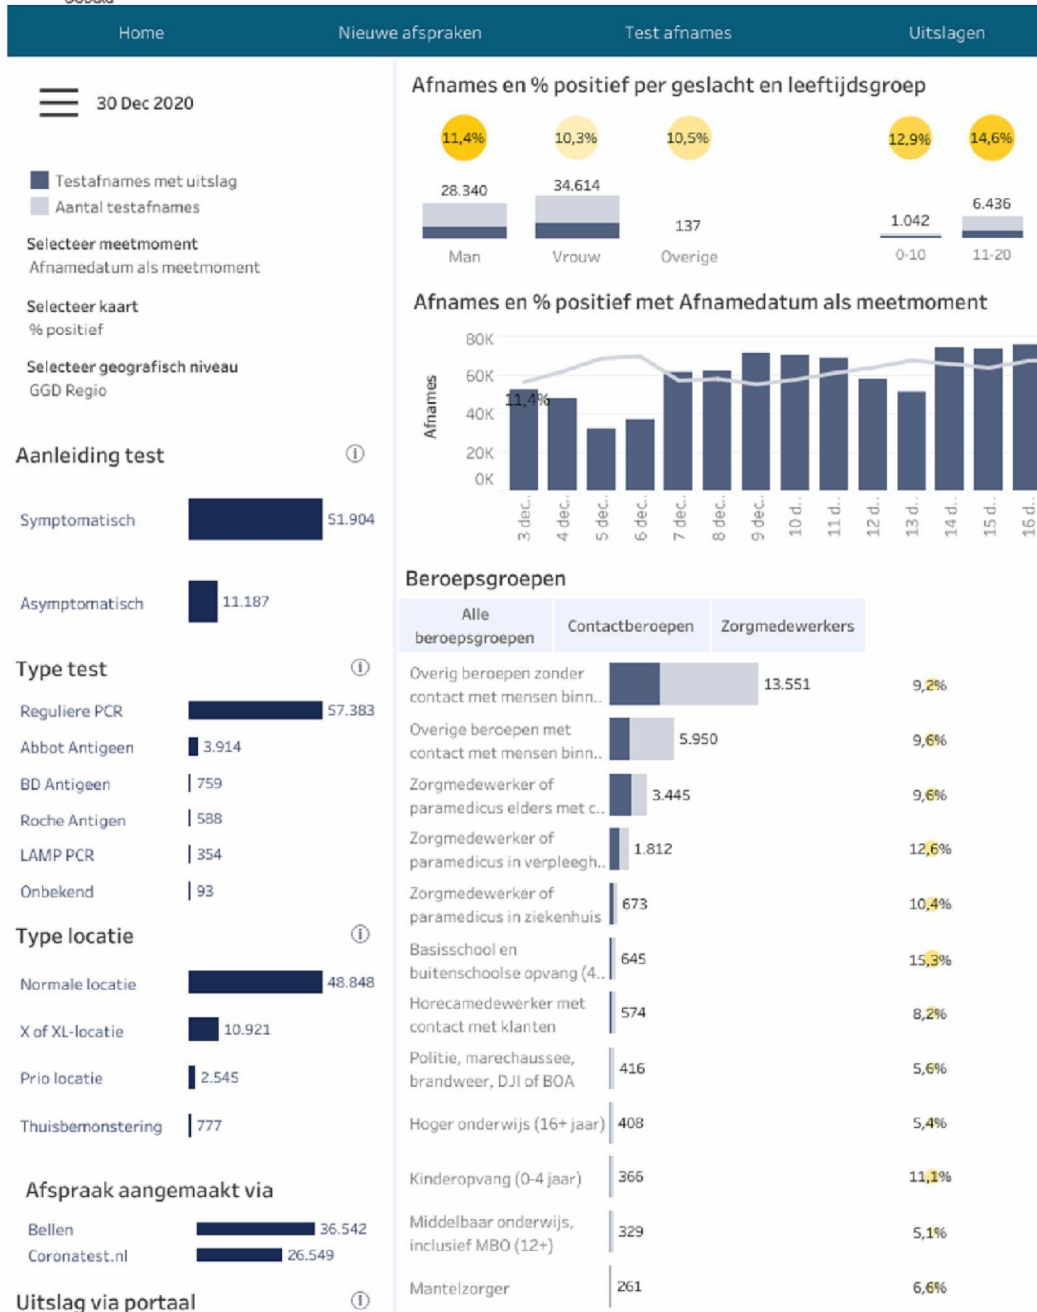 Home
Nieuwe afspraken
Test afnames
Uitslagen
30 Dec 2020
Testafnames met uitslag
Aantal testafnames
Selecteer meetmoment
Afnamedatum als meetmoment
Selecteer kaart
% positief
Selecteer geografisch niveau
GGD Regio
Aanleiding test
Symptomatisch
51.904
Asymptomatisch
11.187
Type test
Reguliere PCR
57.383
Abbot Antigeen
3.914
BD Antigeen
759
Roche Antigen
588
LAMP PCR
354
Onbekend
93
Type locatie
Normale locatie
48.848
X of XL-locatie
10.921
Prio locatie
2.545
Thuisbemonstering
777
Afspraak aangemaakt via
Bellen
36.542
Coronatest.nl
26.549
Uitslag via portaal
Afnames en % positief per geslacht en leeftijdsgroep
11,4%
10,3%
10,5%
12,9%
14,6%
28.340
34.614
137
1.042
6.436
Man
Vrouw
Overige
0-10
11-20
Afnames en % positief met Afnamedatum als meetmoment
Afnames
80K
60K
40K
20K
0K
11,4%
3 dec..
4 dec..
5 dec..
6 dec..
7 dec..
8 dec..
9 dec..
10 d..
11 d..
12 d..
13 d..
14 d..
15 d..
16 d..
Beroepsgroepen
Alle
beroepsgroepen
Contactberoepen
Zorgmedewerkers
Overig beroepen zonder
contact met mensen binn..
13.551
9,2%
Overige beroepen met
contact met mensen binn..
5.950
9,6%
Zorgmedewerker of
paramedicus elders met c..
3.445
9,6%
Zorgmedewerker of
paramedicus in verpleegh..
1.812
12,6%
Zorgmedewerker of
paramedicus in ziekenhuis
673
10,4%
Basisschool en
buitenschoolse opvang (4..
645
15,3%
Horecamedewerker met
contact met klanten
574
8,2%
Politie, marechaussee,
brandweer, DJI of BOA
416
5,6%
Hoger onderwijs (16+ jaar)
408
5,4%
Kinderopvang (0-4 jaar)
366
11,1%
Middelbaar onderwijs,
inclusief MBO (12+)
329
5,1%
Mantelzorger
261
6,6%